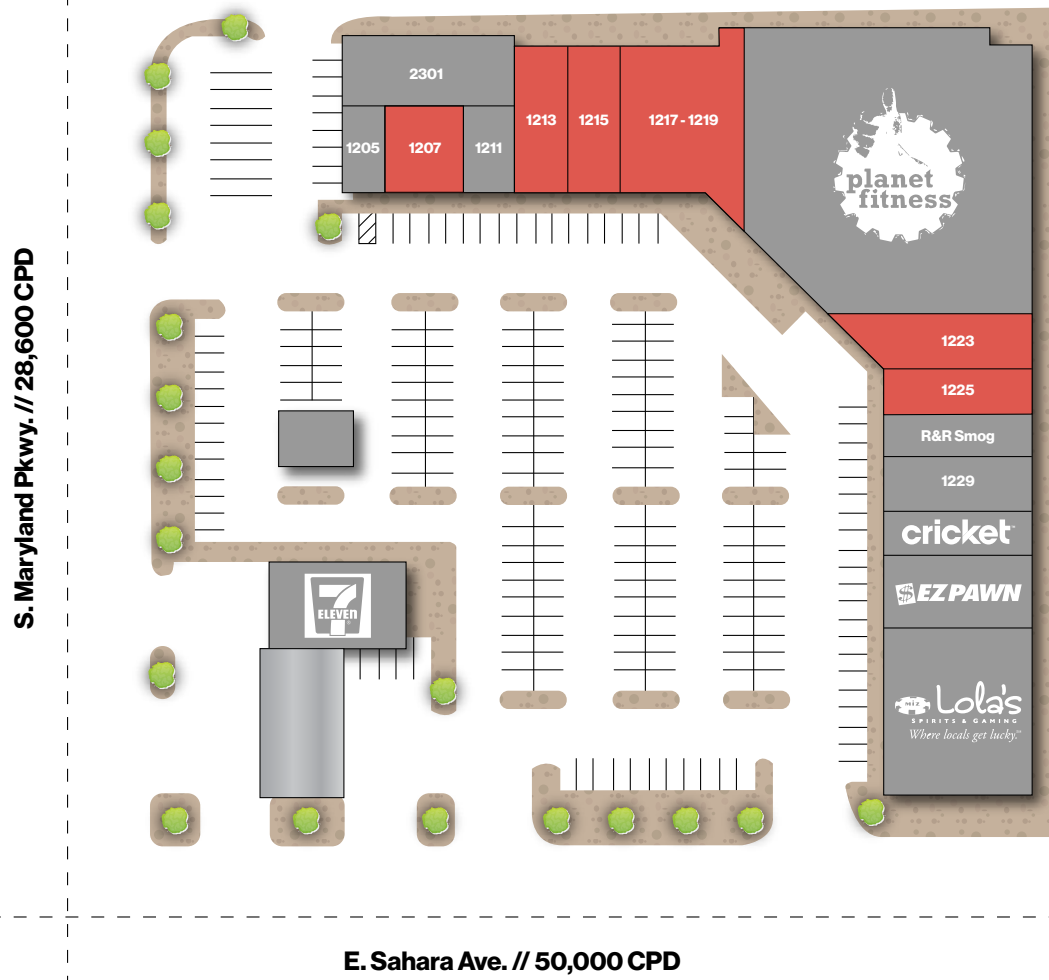 2301
1205
1207
1211
1213
1215
1217 - 1219
planet
fitness
1223
1225
R&R Smog
1229
cricket
$ EZPAWN
7
ELEVEN
MIZ Lola's
SPIRITS & GAMING
Where locals get lucky.
S. Maryland Pkwy. // 28,600 CPD
E. Sahara Ave. // 50,000 CPD